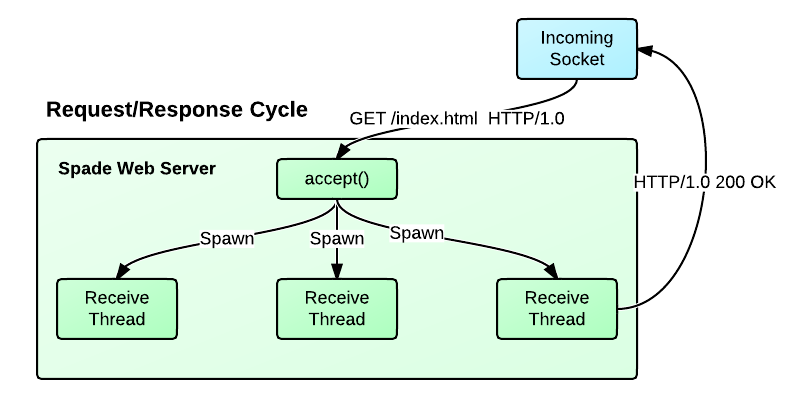 Incoming
Socket
Request/Response Cycle
GET /index.html  HTTP/1.0
Spade Web Server
accept()
HTTP/1.0 200 OK
Spawn
Spawn
Spawn
Receive
Thread
Receive
Thread
Receive
Thread